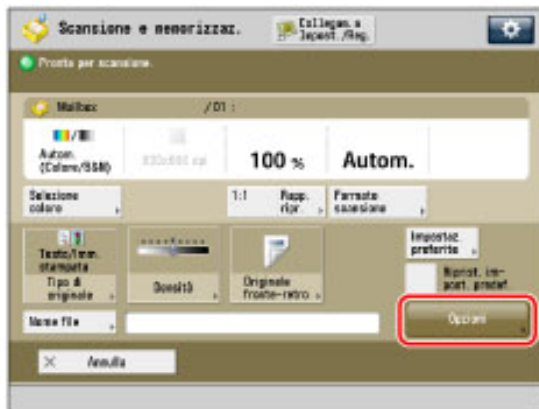 Scansione e memorizzaz.
Collegam. a
Impost./Reg.
Pronto per scansione.
Mailbox /01 :
Autom.
(Colore/B&N)
100 %
Autom.
Selezione
colore
1:1 Rapp.
ripr.
Formato
scansione
Testo/Imm.
stampata
Tipo di
originale
Densità
Originale
fronte-retro
Impostaz.
preferite
Riprist. im-
post. predef.
Nome file
Opzioni
Annulla